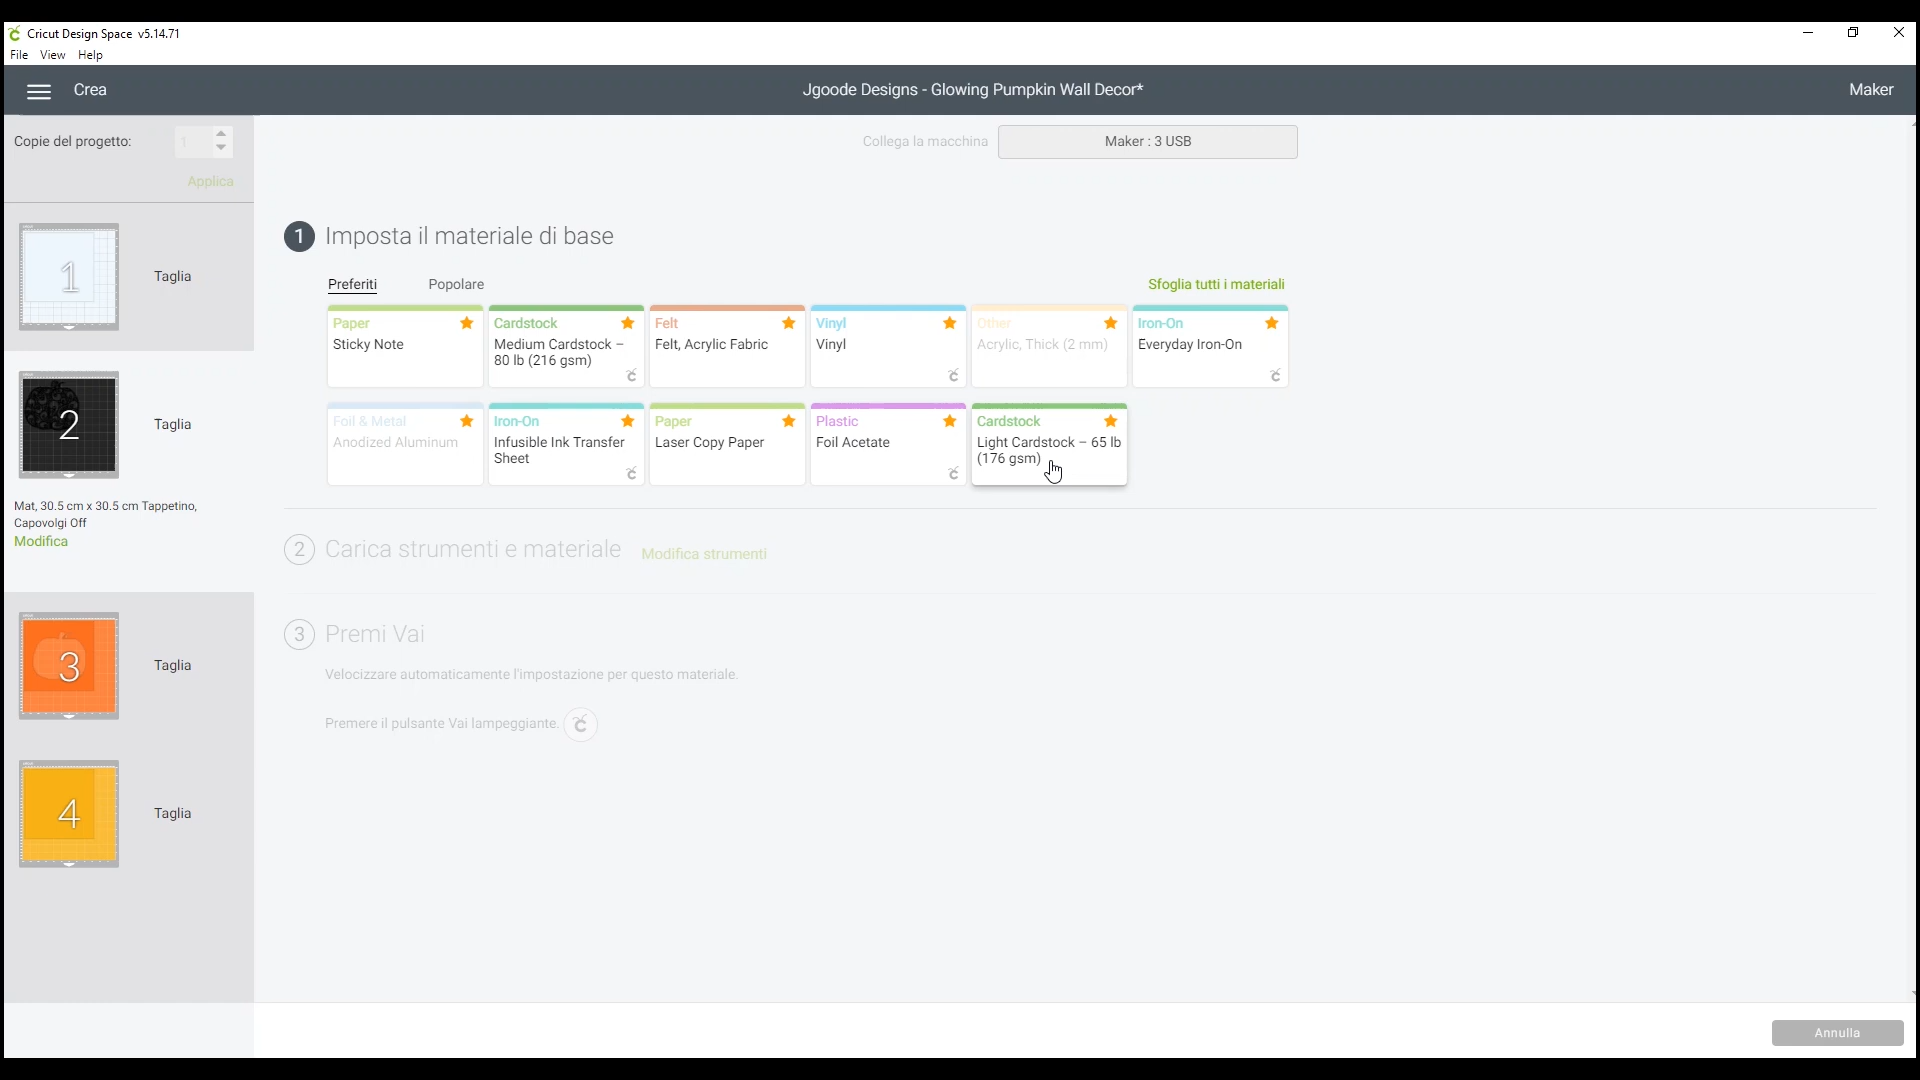 Cricut Design Space v5.14.71
File View Help
Crea
Jgoode Designs - Glowing Pumpkin Wall Decor*
Maker
Copie del progetto:
1
Applica
Collega la macchina
Maker : 3 USB
1
Taglia
2
Taglia
Mat, 30.5 cm x 30.5 cm Tappetino,
Capovolgi Off
Modifica
3
Taglia
4
Taglia
1 Imposta il materiale di base
Preferiti
Popolare
Sfoglia tutti i materiali
Paper
Sticky Note
Cardstock
Medium Cardstock –
80 lb (216 gsm)
Felt
Felt, Acrylic Fabric
Vinyl
Vinyl
Other
Acrylic, Thick (2 mm)
Iron-On
Everyday Iron-On
Foil & Metal
Anodized Aluminum
Iron-On
Infusible Ink Transfer
Sheet
Paper
Laser Copy Paper
Plastic
Foil Acetate
Cardstock
Light Cardstock – 65 lb
(176 gsm)
2 Carica strumenti e materiale
Modifica strumenti
3 Premi Vai
Velocizzare automaticamente l'impostazione per questo materiale.
Premere il pulsante Vai lampeggiante.
Annulla